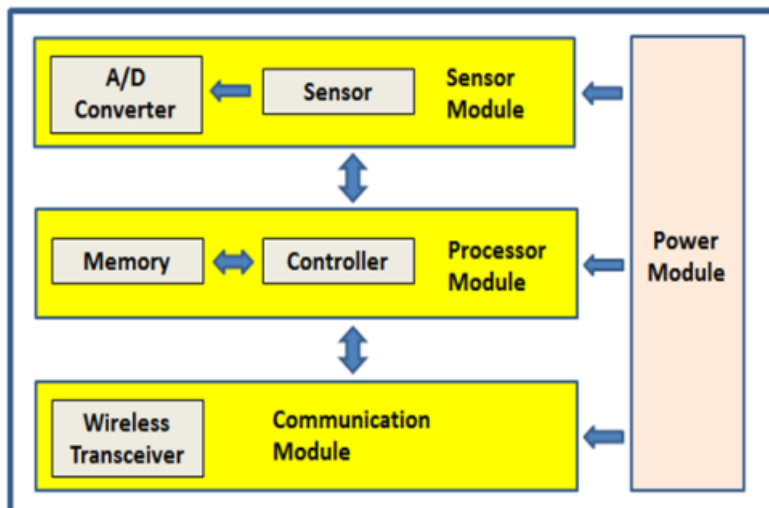 A/D
Converter
Sensor
Sensor
Module
Memory
Controller
Processor
Module
Power
Module
Wireless
Transceiver
Communication
Module